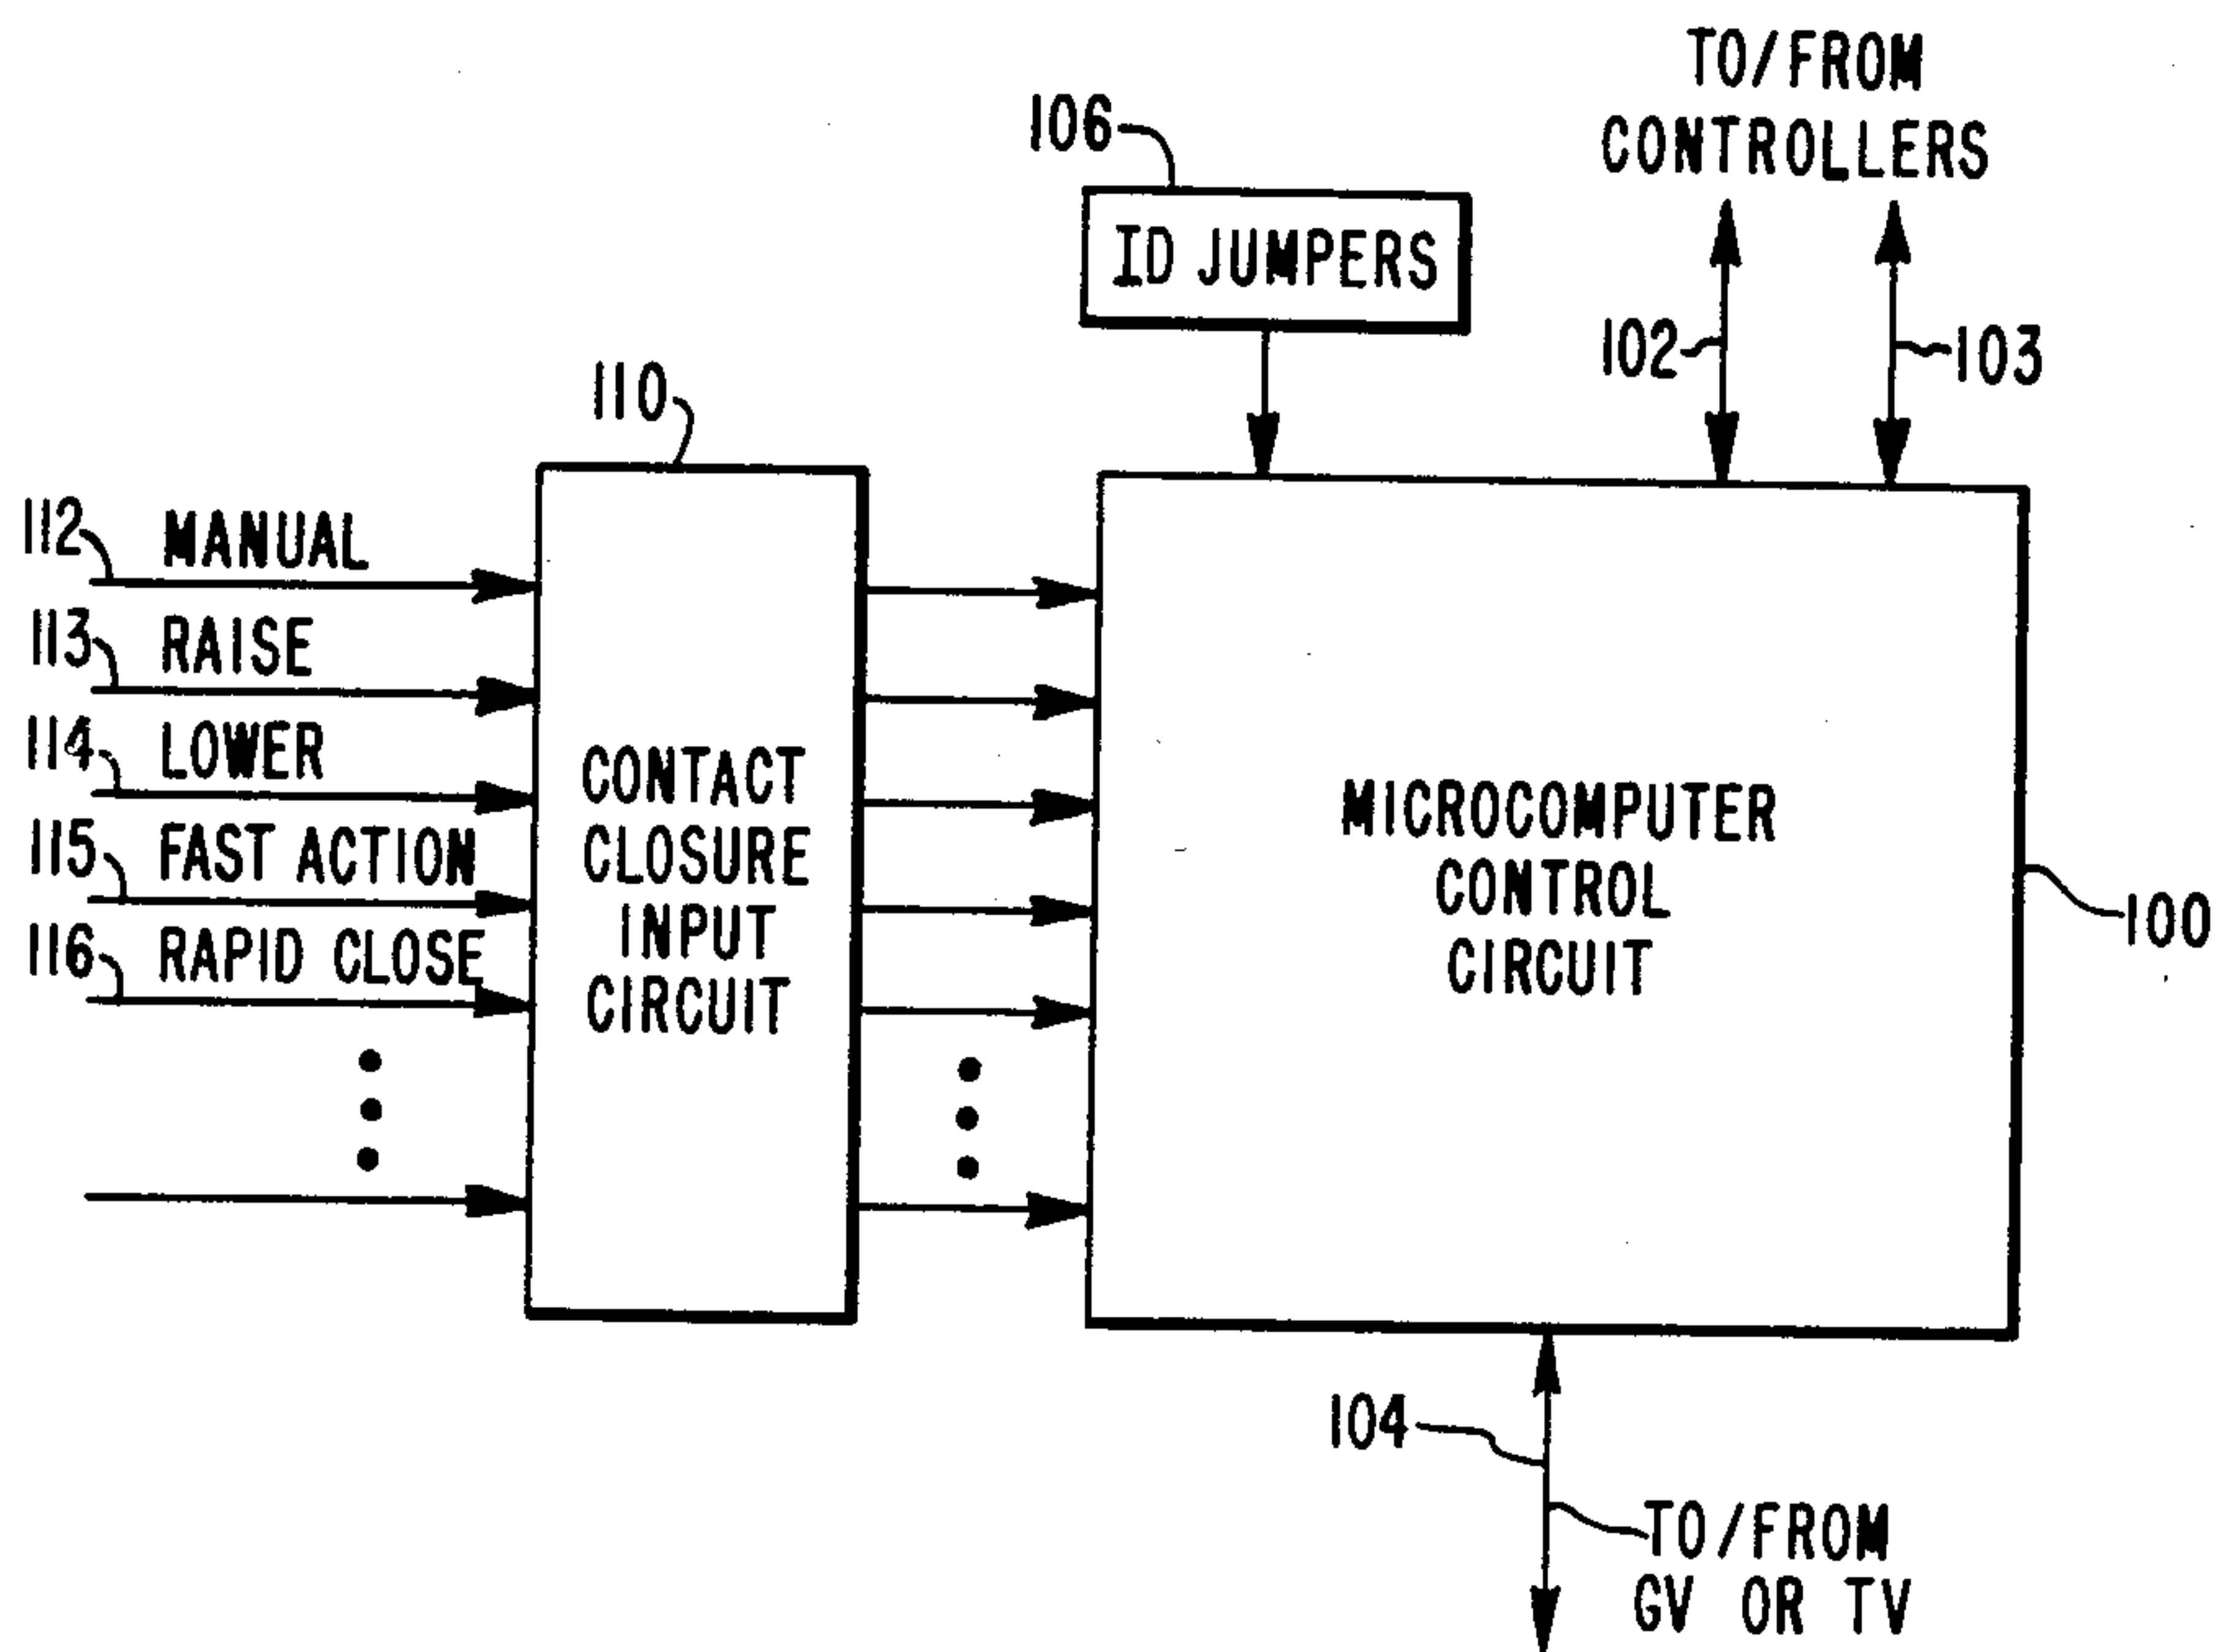 TO/FROM
CONTROLLERS
106
ID JUMPERS
102
103
110
112 MANUAL
113 RAISE
114 LOWER
115 FAST ACTION
116 RAPID CLOSE
CONTACT
CLOSURE
INPUT
CIRCUIT
MICROCOMPUTER
CONTROL
CIRCUIT
100
104
TO/FROM
GV OR TV